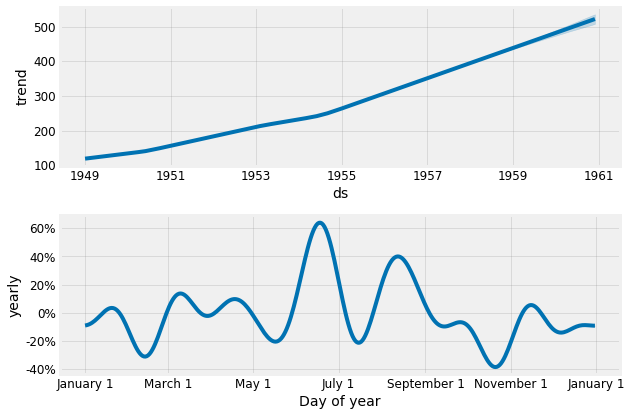 trend
500
400
300
200
100
1949 1951 1953 1955 1957 1959 1961
ds
yearly
60%
40%
20%
0%
-20%
-40%
January 1 March 1 May 1 July 1 September 1 November 1 January 1
Day of year